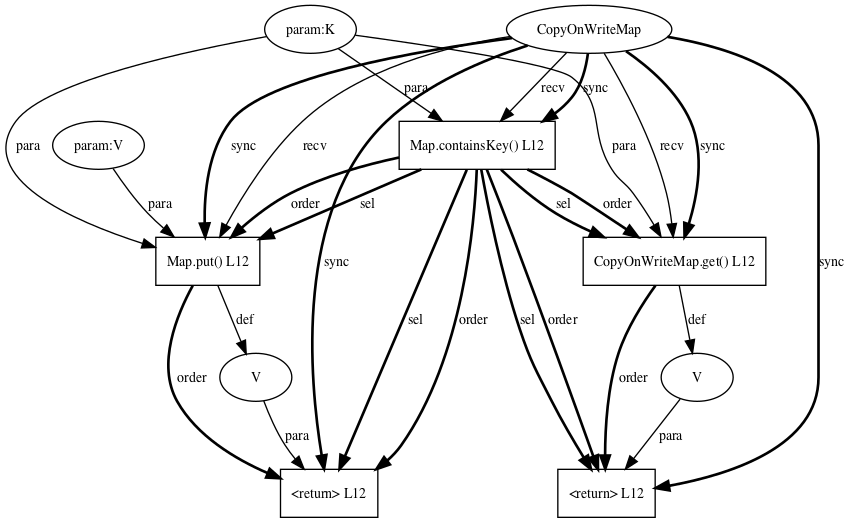 param:K
CopyOnWriteMap
para
recv
sync
para
param:V
sync
recv
Map.containsKey() L12
para
recv
sync
para
order
sel
sel
order
Map.put() L12
sync
CopyOnWriteMap.get() L12
sync
def
sel
order
sel
order
def
order
V
order
V
para
para
<return> L12
<return> L12